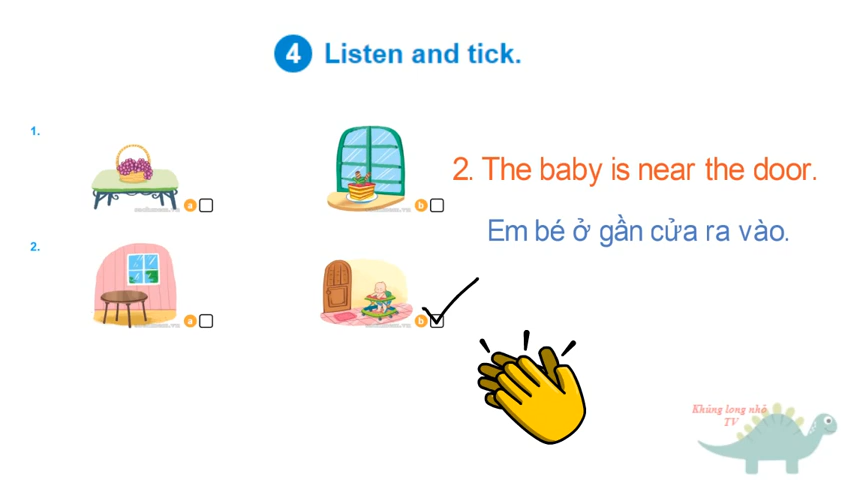 4 Listen and tick.
1.
a
b
2. The baby is near the door.
Em bé ở gần cửa ra vào.
2.
a
b
Khủng long nhỏ
TV